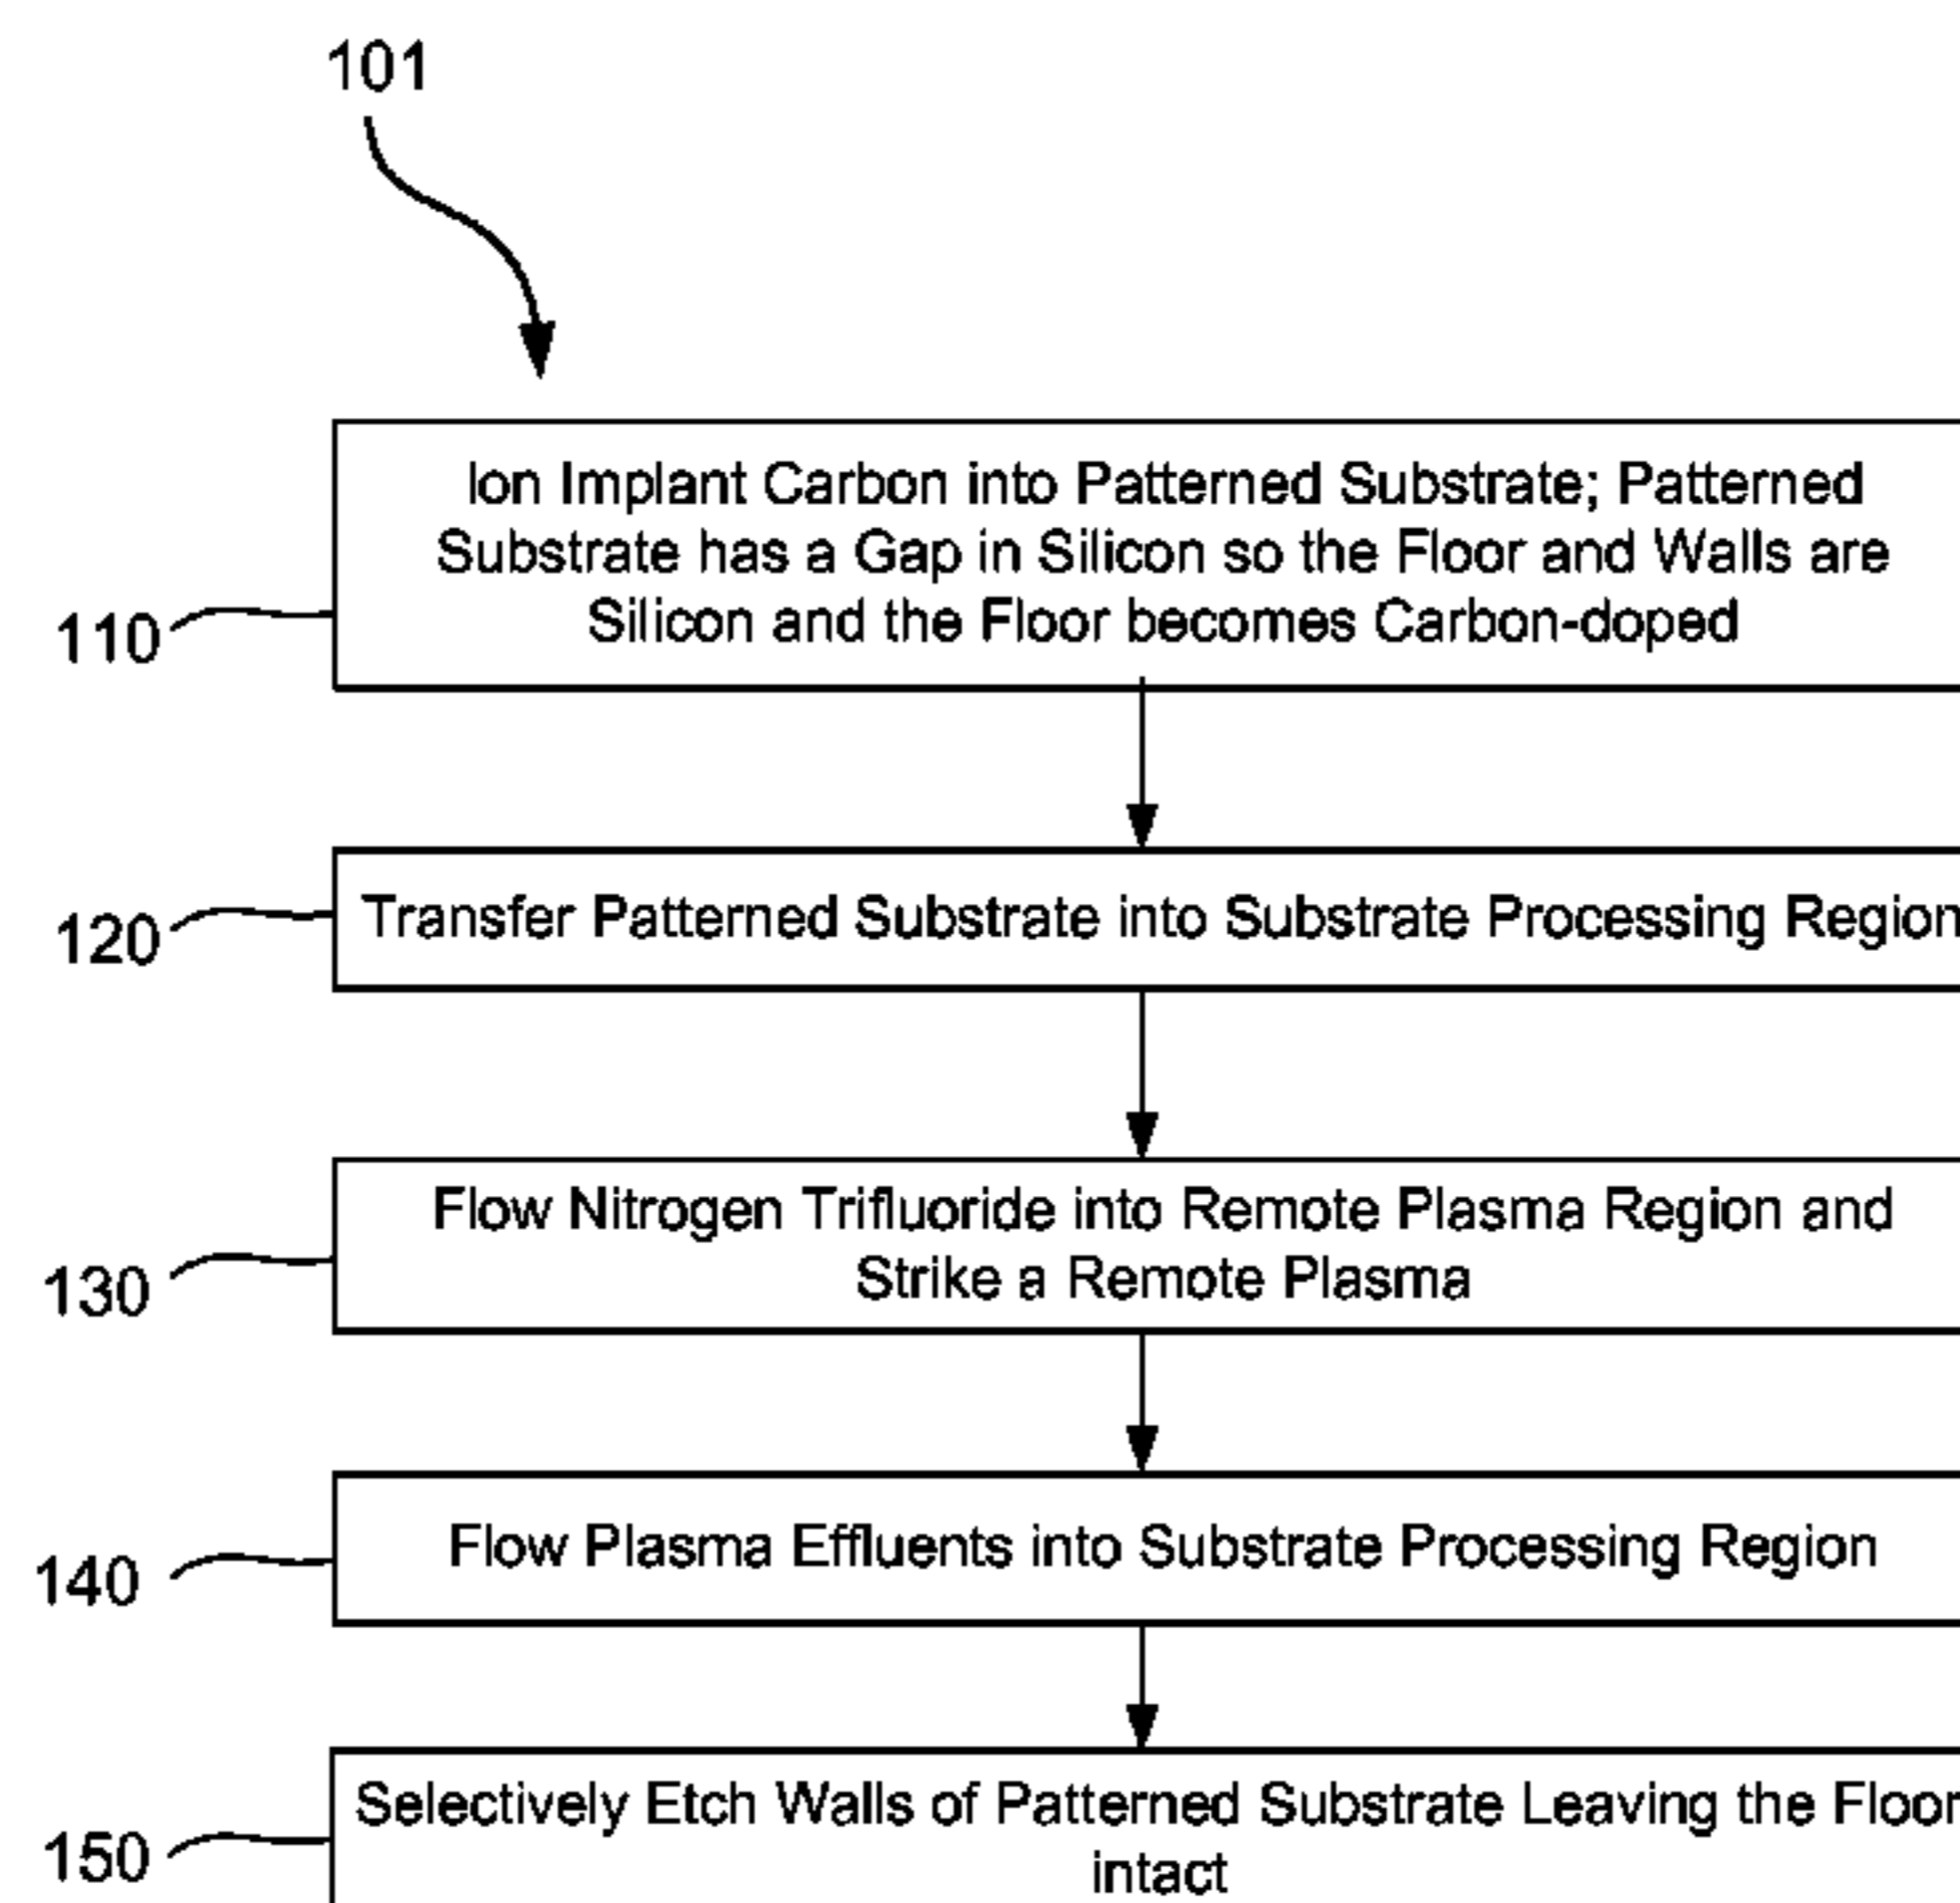 101
Ion Implant Carbon into Patterned Substrate; Patterned
Substrate has a Gap in Silicon so the Floor and Walls are
Silicon and the Floor becomes Carbon-doped
110
Transfer Patterned Substrate into Substrate Processing Region
120
Flow Nitrogen Trifluoride into Remote Plasma Region and
Strike a Remote Plasma
130
Flow Plasma Effluents into Substrate Processing Region
140
Selectively Etch Walls of Patterned Substrate Leaving the Floor
intact
150